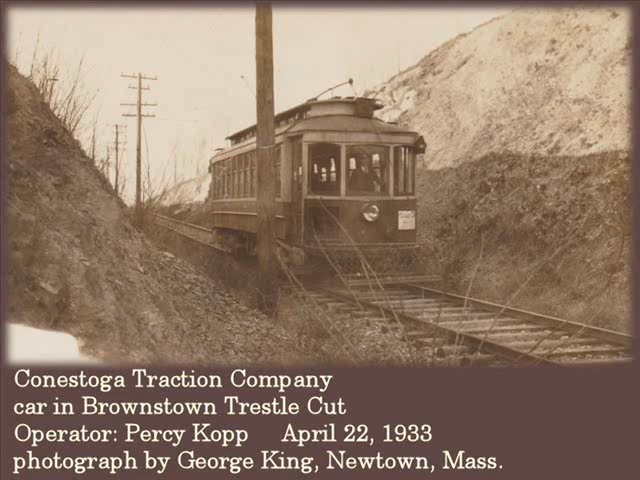 Conestoga Traction Company
car in Brownstown Trestle Cut
Operator: Percy Kopp April 22, 1933
photograph by George King, Newtown, Mass.